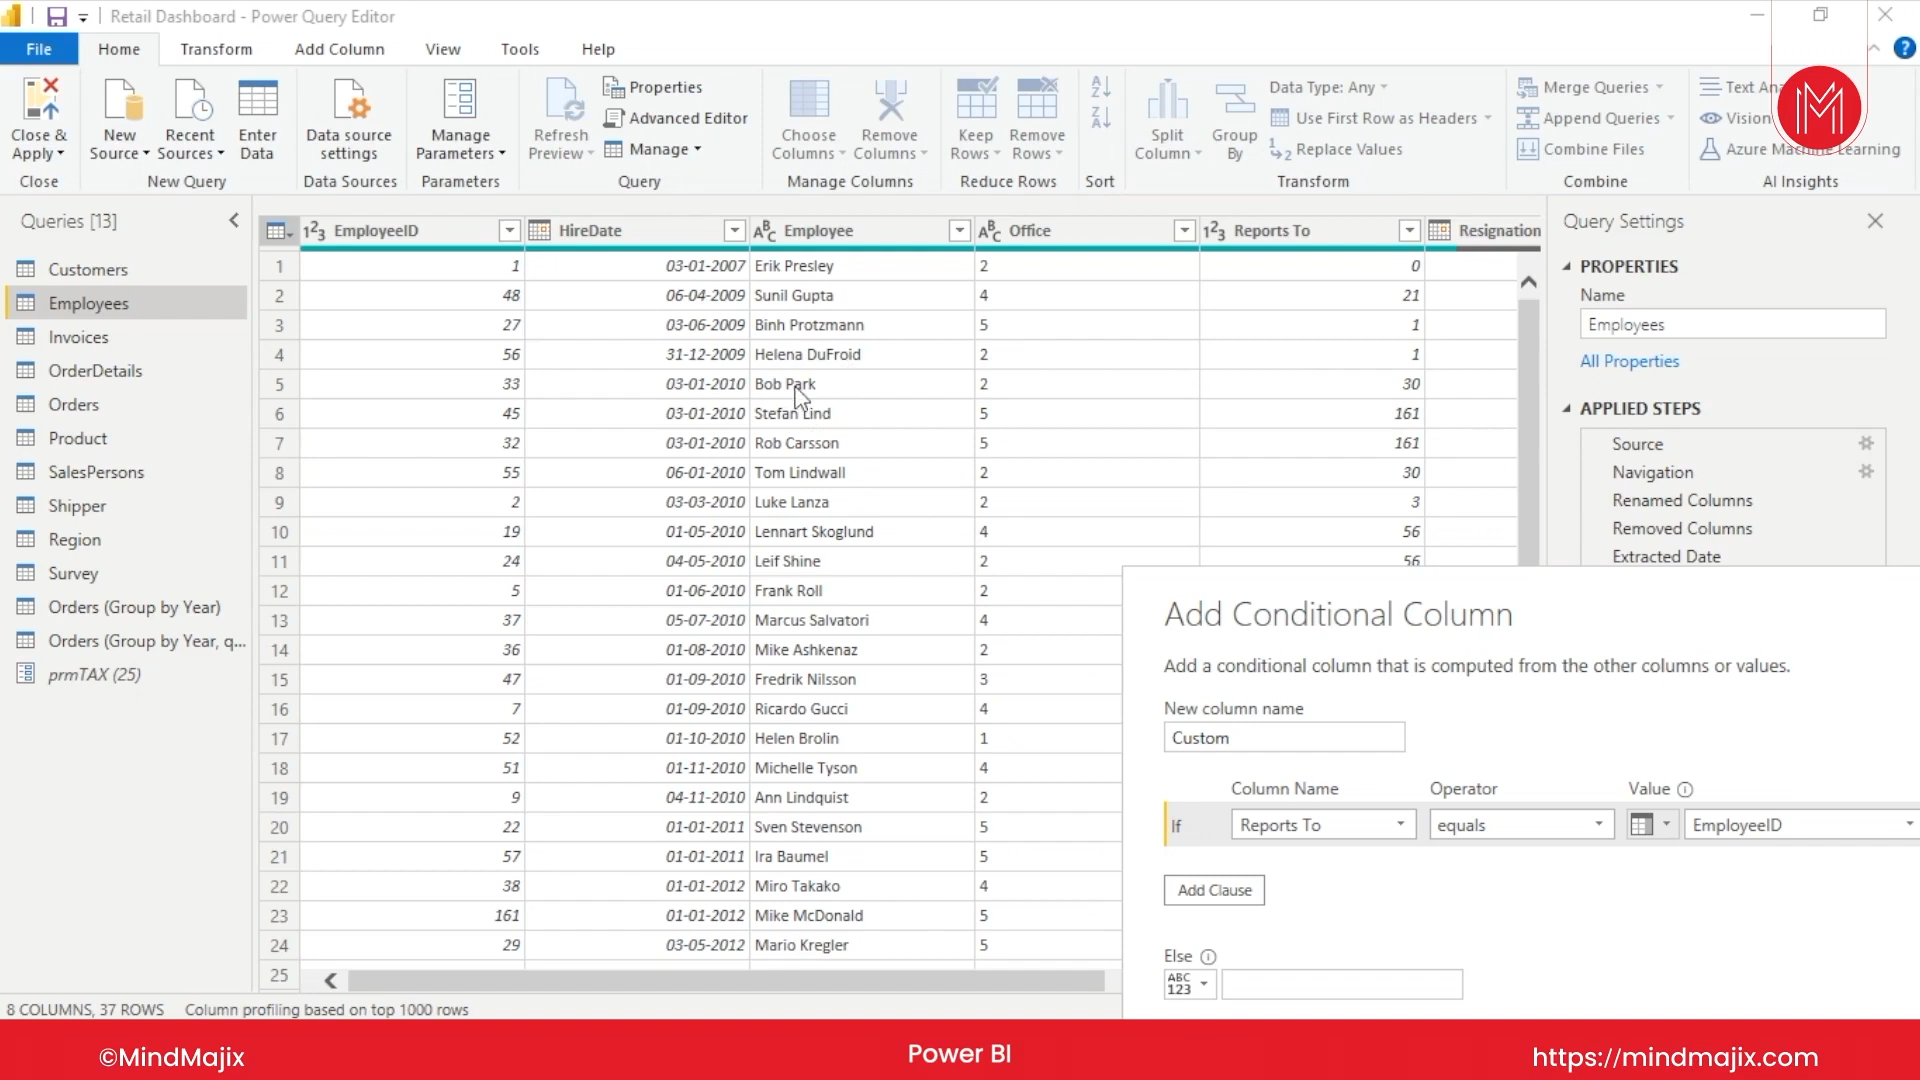 Retail Dashboard - Power Query Editor
File Home Transform Add Column View Tools Help
Close & Apply
New Source
Recent Sources
Enter Data
Data source settings
Manage Parameters
Refresh Preview
Properties
Advanced Editor
Manage
Choose Columns
Remove Columns
Keep Rows
Remove Rows
Split Column
Group By
Data Type: Any
Use First Row as Headers
Replace Values
Merge Queries
Append Queries
Combine Files
Text
Vision
Azure Machine Learning
Close
New Query
Data Sources
Parameters
Query
Manage Columns
Reduce Rows
Sort
Transform
Combine
AI Insights
Queries [13]
Customers
Employees
Invoices
OrderDetails
Orders
Product
SalesPersons
Shipper
Region
Survey
Orders (Group by Year)
Orders (Group by Year, q...
prmTAX (25)
EmployeeID HireDate Employee Office Reports To Resignation
1 1 03-01-2007 Erik Presley 2 0
2 48 06-04-2009 Sunil Gupta 4 21
3 27 03-06-2009 Binh Protzmann 5 1
4 56 31-12-2009 Helena DuFroid 2 1
5 33 03-01-2010 Bob Park 2 30
6 45 03-01-2010 Stefan Lind 5 161
7 32 03-01-2010 Rob Carsson 5 161
8 55 06-01-2010 Tom Lindwall 2 30
9 2 03-03-2010 Luke Lanza 2 3
10 19 01-05-2010 Lennart Skoglund 4 56
11 24 04-05-2010 Leif Shine 2 56
12 5 01-06-2010 Frank Roll 2
13 37 05-07-2010 Marcus Salvatori 4
14 36 01-08-2010 Mike Ashkenaz 2
15 47 01-09-2010 Fredrik Nilsson 3
16 7 01-09-2010 Ricardo Gucci 4
17 52 01-10-2010 Helen Brolin 1
18 51 01-11-2010 Michelle Tyson 4
19 9 04-11-2010 Ann Lindquist 2
20 22 01-01-2011 Sven Stevenson 5
21 57 01-01-2011 Ira Baumel 5
22 38 01-01-2012 Miro Takako 4
23 161 01-01-2012 Mike McDonald 5
24 29 03-05-2012 Mario Kregler 5
25
Query Settings
PROPERTIES
Name
Employees
All Properties
APPLIED STEPS
Source
Navigation
Renamed Columns
Removed Columns
Extracted Date
Add Conditional Column
Add a conditional column that is computed from the other columns or values.
New column name
Custom
Column Name Operator Value
If Reports To equals EmployeeID
Add Clause
Else
ABC
123
8 COLUMNS, 37 ROWS Column profiling based on top 1000 rows
©MindMajix Power BI https://mindmajix.com